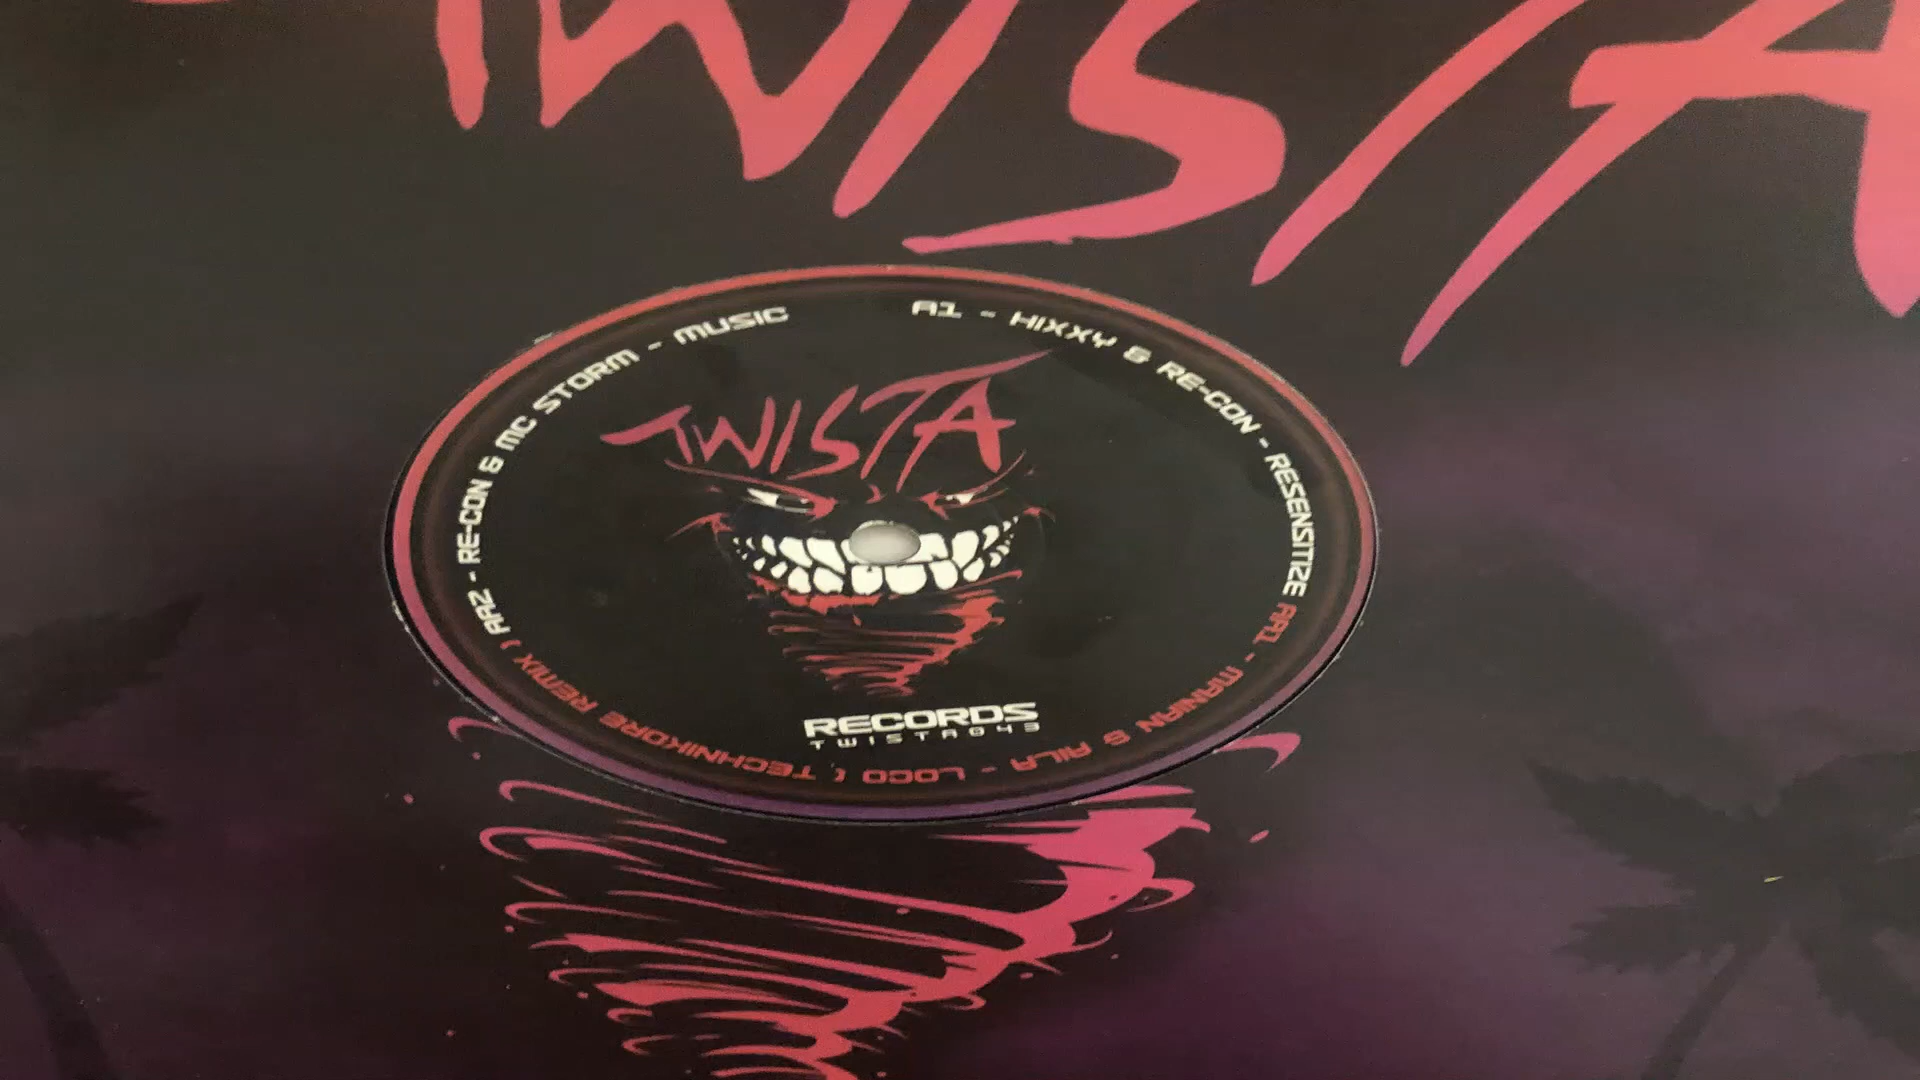 TWISTA
A1 - HIXXY & RE-CON - RESENSITIZE
AA1 - MANIAN & AILA - LOCO ( TECHNIKORE REMIX )
AA2 - RE-CON & MC STORM - MUSIC
TWISTA
RECORDS
TWISTA043